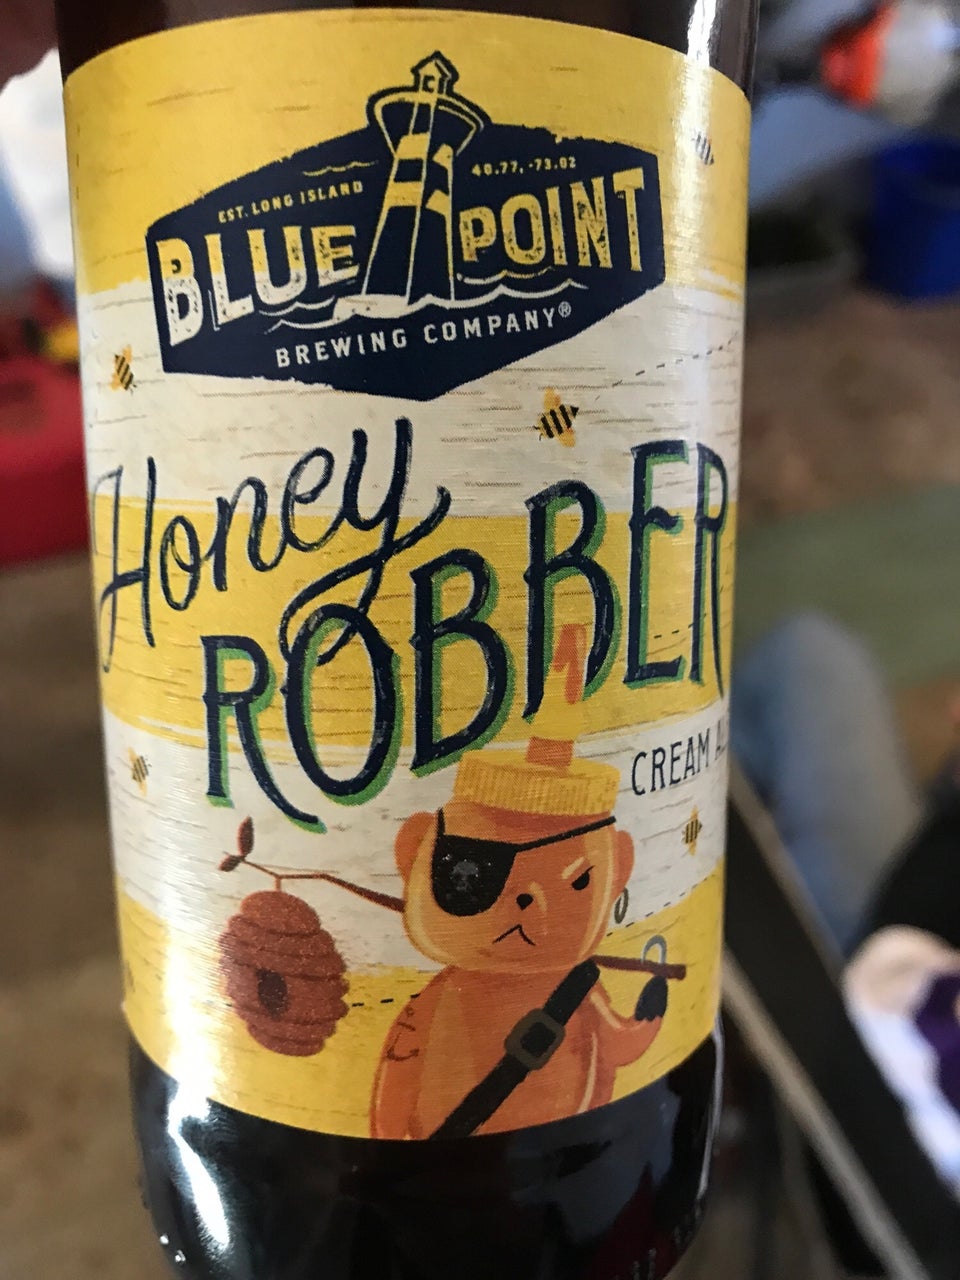 EST. LONG ISLAND
40.77, -73.02
BLUE POINT
BREWING COMPANY®
Honey
ROBBER
CREAM